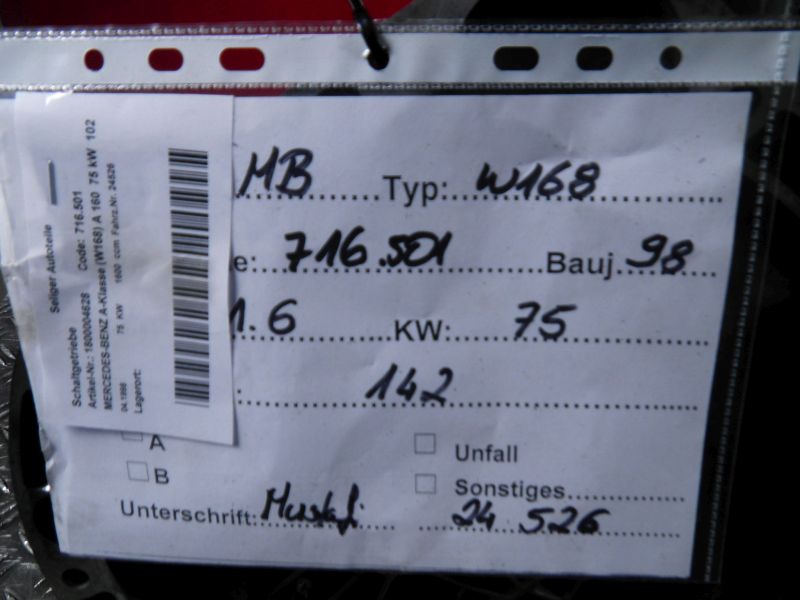 Seliger Autoteile
Schaltgetriebe Code: 716.501
Artikel-Nr.: 1800004628
MERCEDES-BENZ A-Klasse (W168) A 160 75 kW 102
04.1998 75 KW 1600 ccm Fahrz.Nr. 24526
Lagerort:
MB Typ: W168
e: 716.501 Bauj. 98
1.6 KW: 75
: 142
A Unfall
B Sonstiges
Unterschrift: 24 526